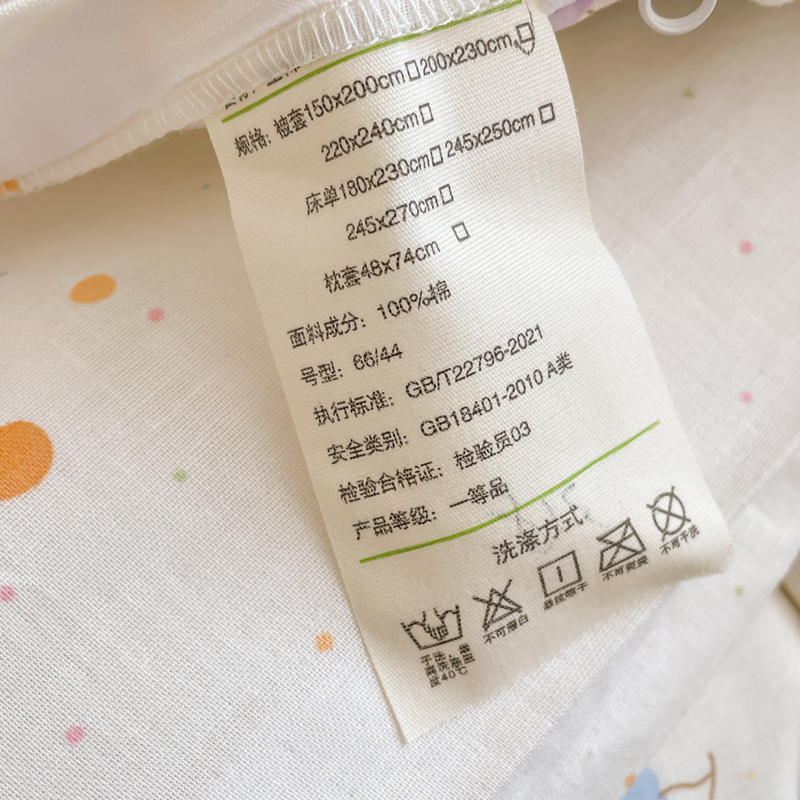 规格: 被套150x200cm□200x230cm□
220x240cm□
床单180x230cm□245x250cm□
245x270cm□
枕套48x74cm □
面料成分: 100%棉
号型: 66/44
执行标准: GB/T22796-2021
安全类别: GB18401-2010 A类
检验合格证: 检验员03
产品等级: 一等品
洗涤方式
不可漂白
悬挂晾干
不可干洗